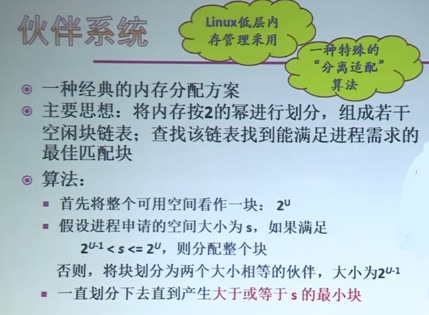 伙伴系统
Linux低层内
存管理采用
一种特殊的
“分离适配”
算法
一种经典的内存分配方案
主要思想：将内存按2的幂进行划分，组成若干
空闲块链表；查找该链表找到能满足进程需求的
最佳匹配块
算法：
首先将整个可用空间看作一块：2ᵁ
假设进程申请的空间大小为 s，如果满足
2ᵁ⁻¹ < s <= 2ᵁ，则分配整个块
否则，将块划分为两个大小相等的伙伴，大小为2ᵁ⁻¹
一直划分下去直到产生大于或等于 s 的最小块